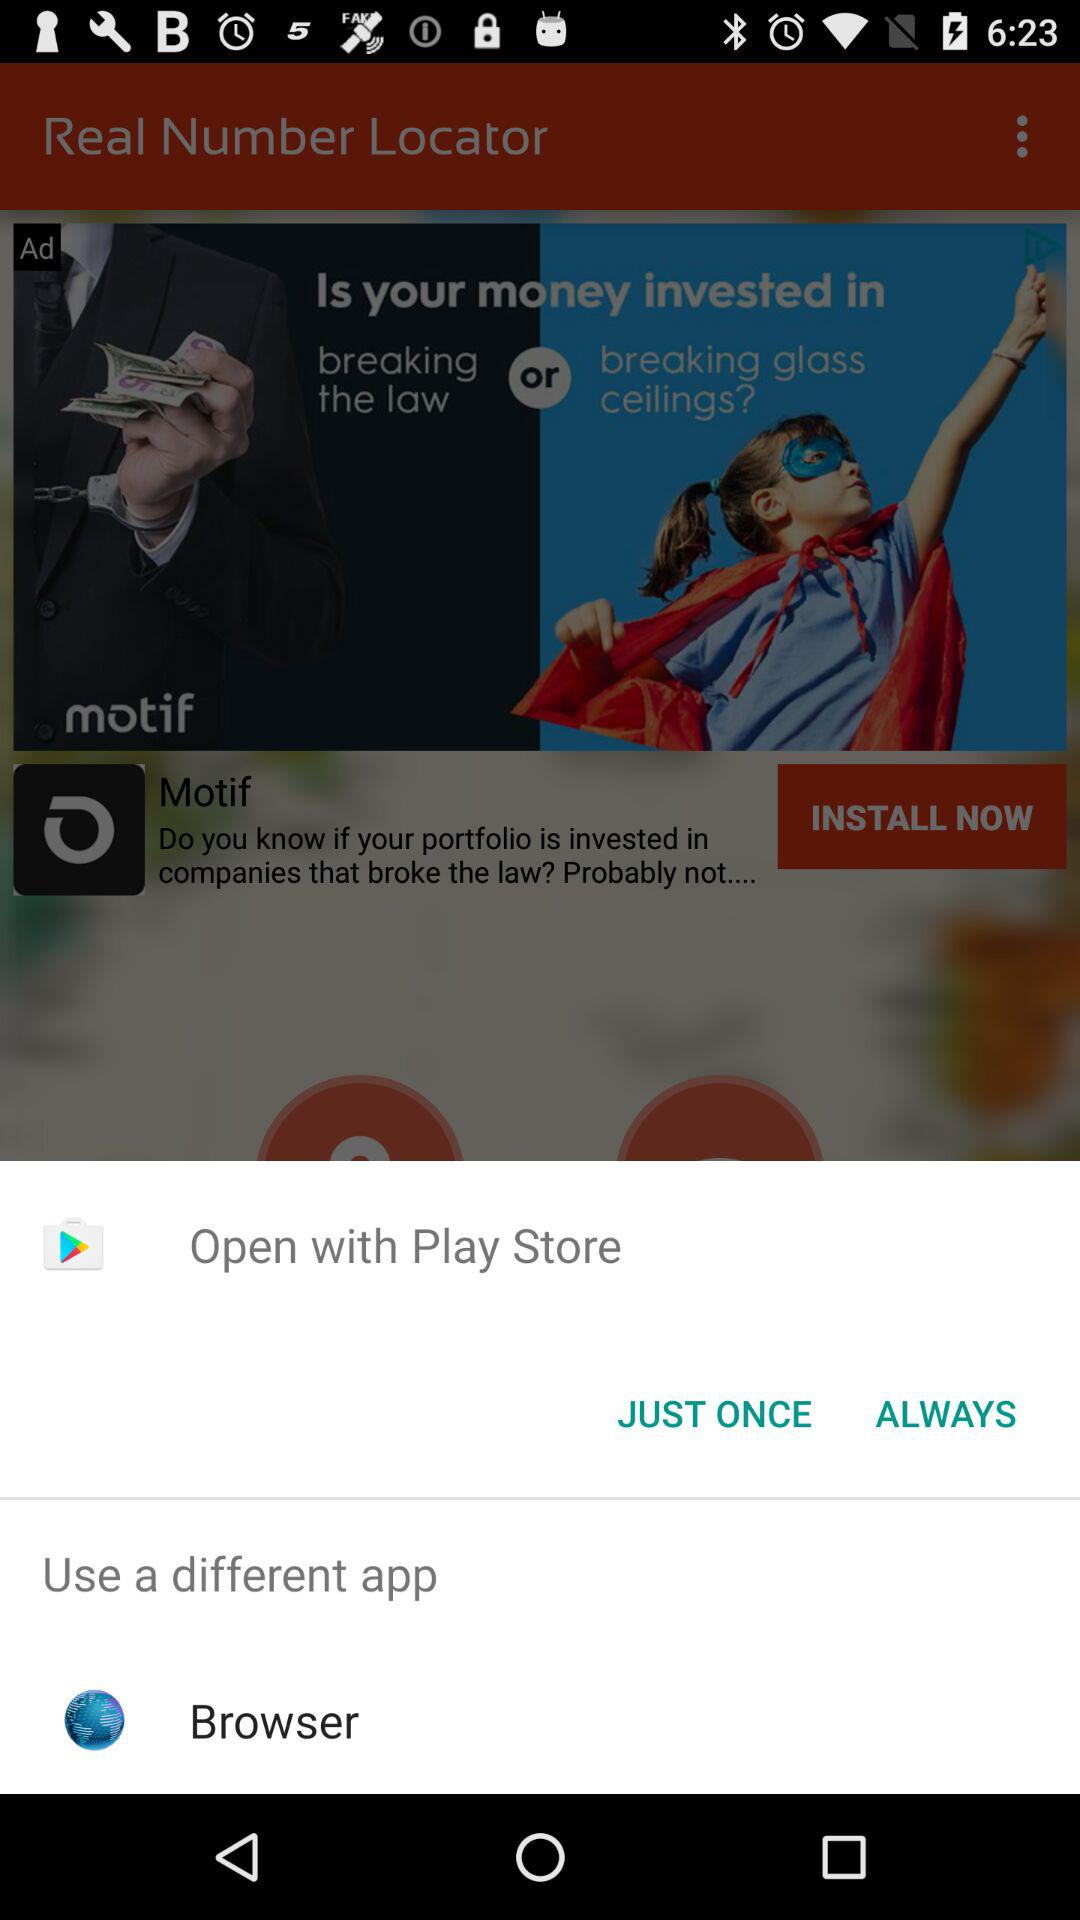 B
5
FAKE
6:23
Real Number Locator
Ad
Is your money invested in
breaking
the law
or
breaking glass
ceilings?
motif
Motif
Do you know if your portfolio is invested in
companies that broke the law? Probably not....
INSTALL NOW
Open with Play Store
JUST ONCE
ALWAYS
Use a different app
Browser